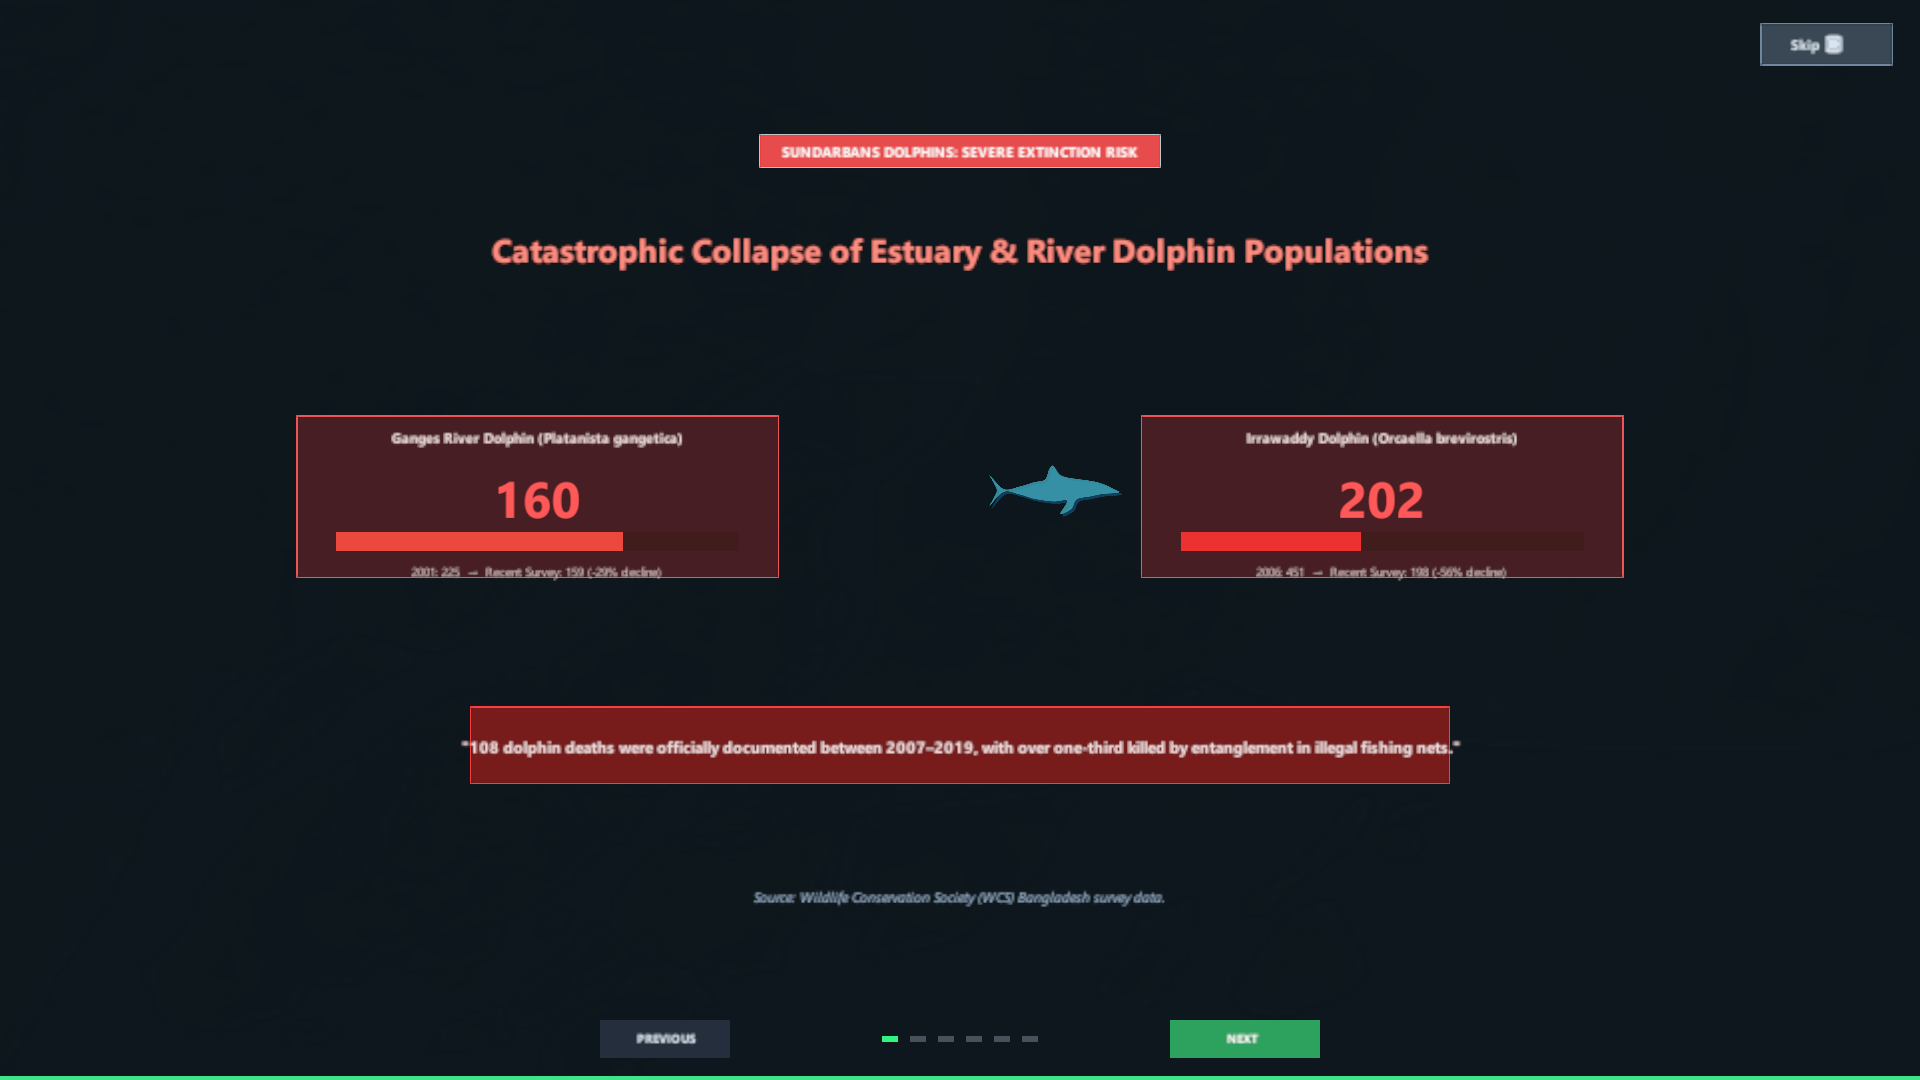 Skip
SUNDARBANS DOLPHINS: SEVERE EXTINCTION RISK
Catastrophic Collapse of Estuary & River Dolphin Populations
Ganges River Dolphin (Platanista gangetica)
160
2001: 225 → Recent Survey: 159 (-29% decline)
Irrawaddy Dolphin (Orcaella brevirostris)
202
2006: 451 → Recent Survey: 198 (-56% decline)
"108 dolphin deaths were officially documented between 2007–2019, with over one-third killed by entanglement in illegal fishing nets."
Source: Wildlife Conservation Society (WCS) Bangladesh survey data.
PREVIOUS
NEXT